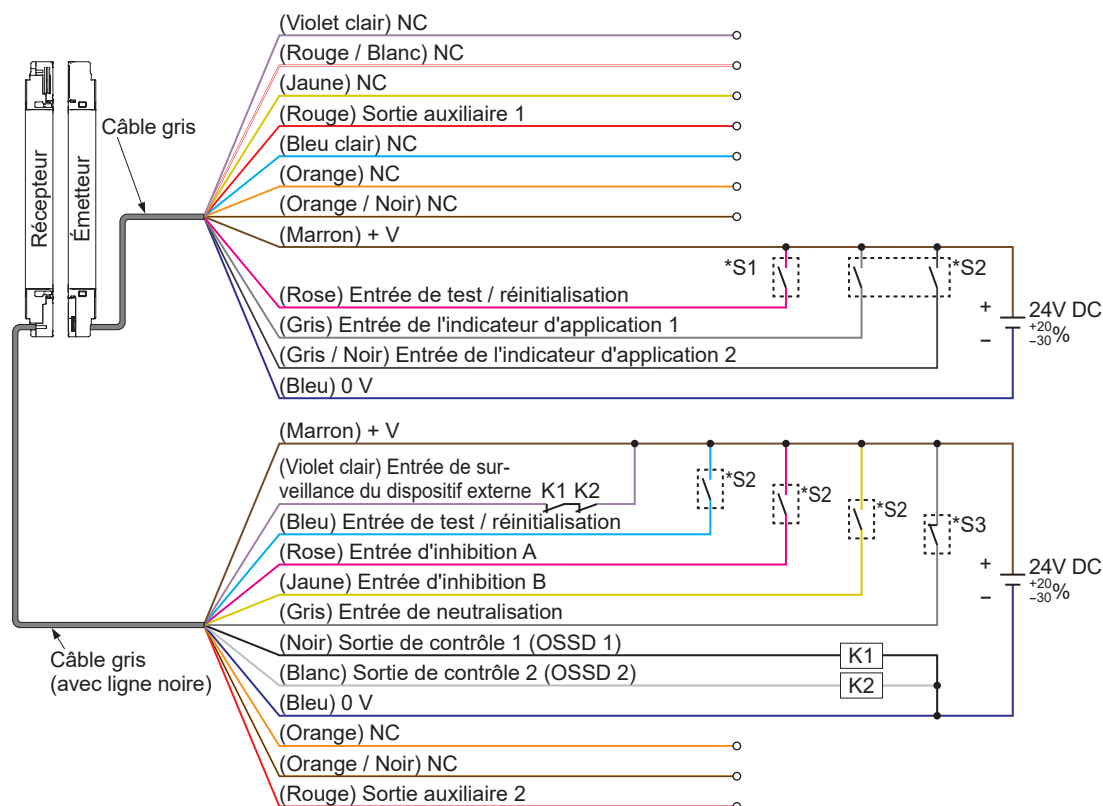 (Violet clair) NC
(Rouge / Blanc) NC
(Jaune) NC
(Rouge) Sortie auxiliaire 1
(Bleu clair) NC
(Orange) NC
(Orange / Noir) NC
(Marron) + V
Câble gris
Récepteur
Émetteur
*S1
*S2
(Rose) Entrée de test / réinitialisation
(Gris) Entrée de l'indicateur d'application 1
(Gris / Noir) Entrée de l'indicateur d'application 2
(Bleu) 0 V
+
24V DC
+20
–30%
–
(Marron) + V
(Violet clair) Entrée de sur-
veillance du dispositif externe
K1 K2
*S2
*S2
*S2
*S3
(Bleu) Entrée de test / réinitialisation
(Rose) Entrée d'inhibition A
(Jaune) Entrée d'inhibition B
(Gris) Entrée de neutralisation
+
24V DC
+20
–30%
–
(Noir) Sortie de contrôle 1 (OSSD 1)
K1
(Blanc) Sortie de contrôle 2 (OSSD 2)
K2
(Bleu) 0 V
Câble gris
(avec ligne noire)
(Orange) NC
(Orange / Noir) NC
(Rouge) Sortie auxiliaire 2